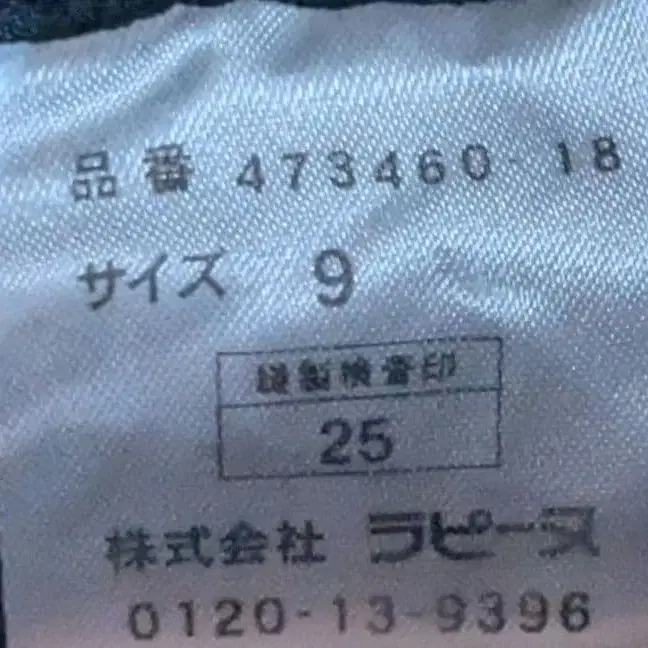 品番 473460-18
サイズ 9
縫製検査印
25
株式会社 ラピーヌ
0120-13-9396